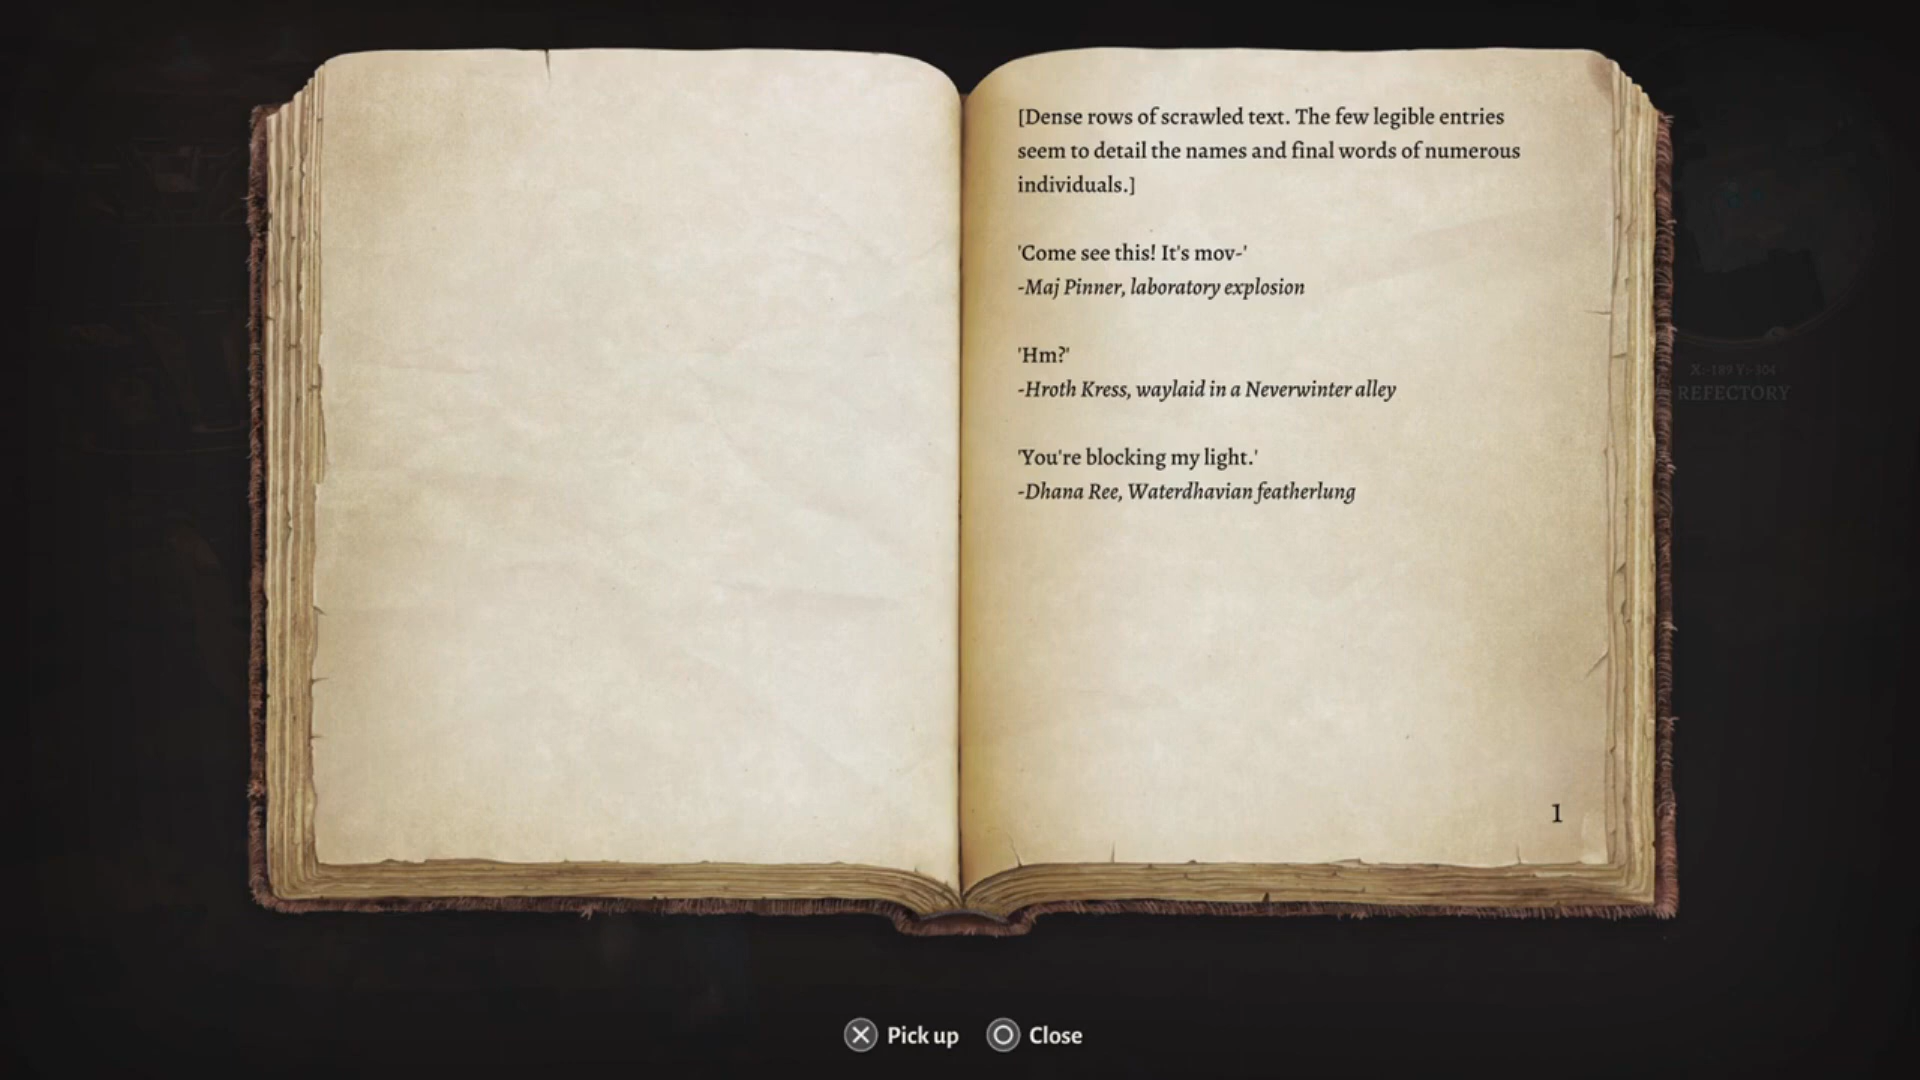 [Dense rows of scrawled text. The few legible entries
seem to detail the names and final words of numerous
individuals.]
'Come see this! It's mov-'
-Maj Pinner, laboratory explosion
'Hm?'
-Hroth Kress, waylaid in a Neverwinter alley
'You're blocking my light.'
-Dhana Ree, Waterdhavian featherlung
1
X:-189 Y:-304
REFECTORY
Pick up
Close